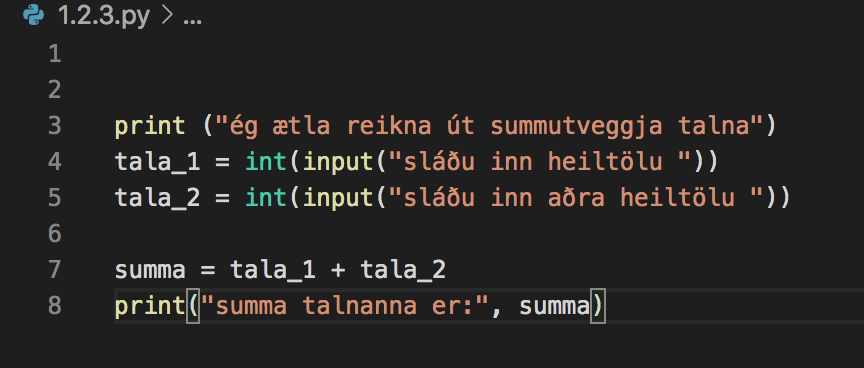 1.2.3.py > ...
1
2
3 print ("ég ætla reikna út summutveggja talna")
4 tala_1 = int(input("sláðu inn heiltölu "))
5 tala_2 = int(input("sláðu inn aðra heiltölu "))
6
7 summa = tala_1 + tala_2
8 print("summa talnanna er:", summa)